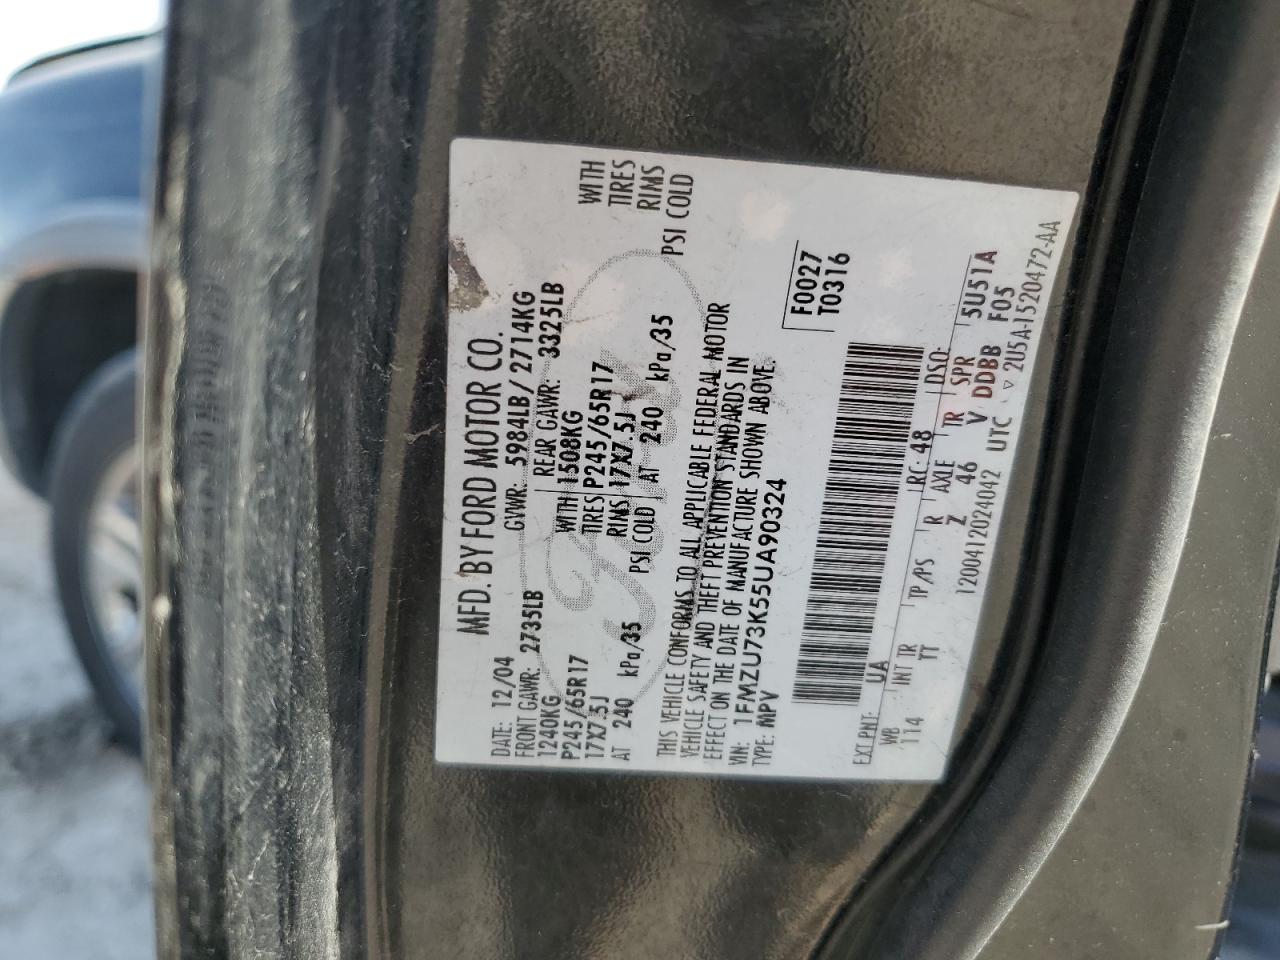 MFD. BY FORD MOTOR CO.
DATE: 12/04 GVWR: 5984LB/2714KG
FRONT GAWR: 2735LB REAR GAWR: 3325LB
1240KG WITH 1508KG WITH
P245/65R17 TIRES P245/65R17 TIRES
17X7.5J RIMS 17X7.5J RIMS
AT 240 kPa/35 PSI COLD AT 240 kPa/35 PSI COLD
THIS VEHICLE CONFORMS TO ALL APPLICABLE FEDERAL MOTOR
VEHICLE SAFETY AND THEFT PREVENTION STANDARDS IN
EFFECT ON THE DATE OF MANUFACTURE SHOWN ABOVE.
VIN: 1FMZU73K55UA90324
TYPE: MPV
F0027
T0316
EXT PNT: UA RC: 48 DSO:
WB INT TR TP/PS R AXLE TR SPR 5U51A
114 TT Z 46 V DDBB F05
1200412024042 UTC ▽ 2U5A-1520472-AA